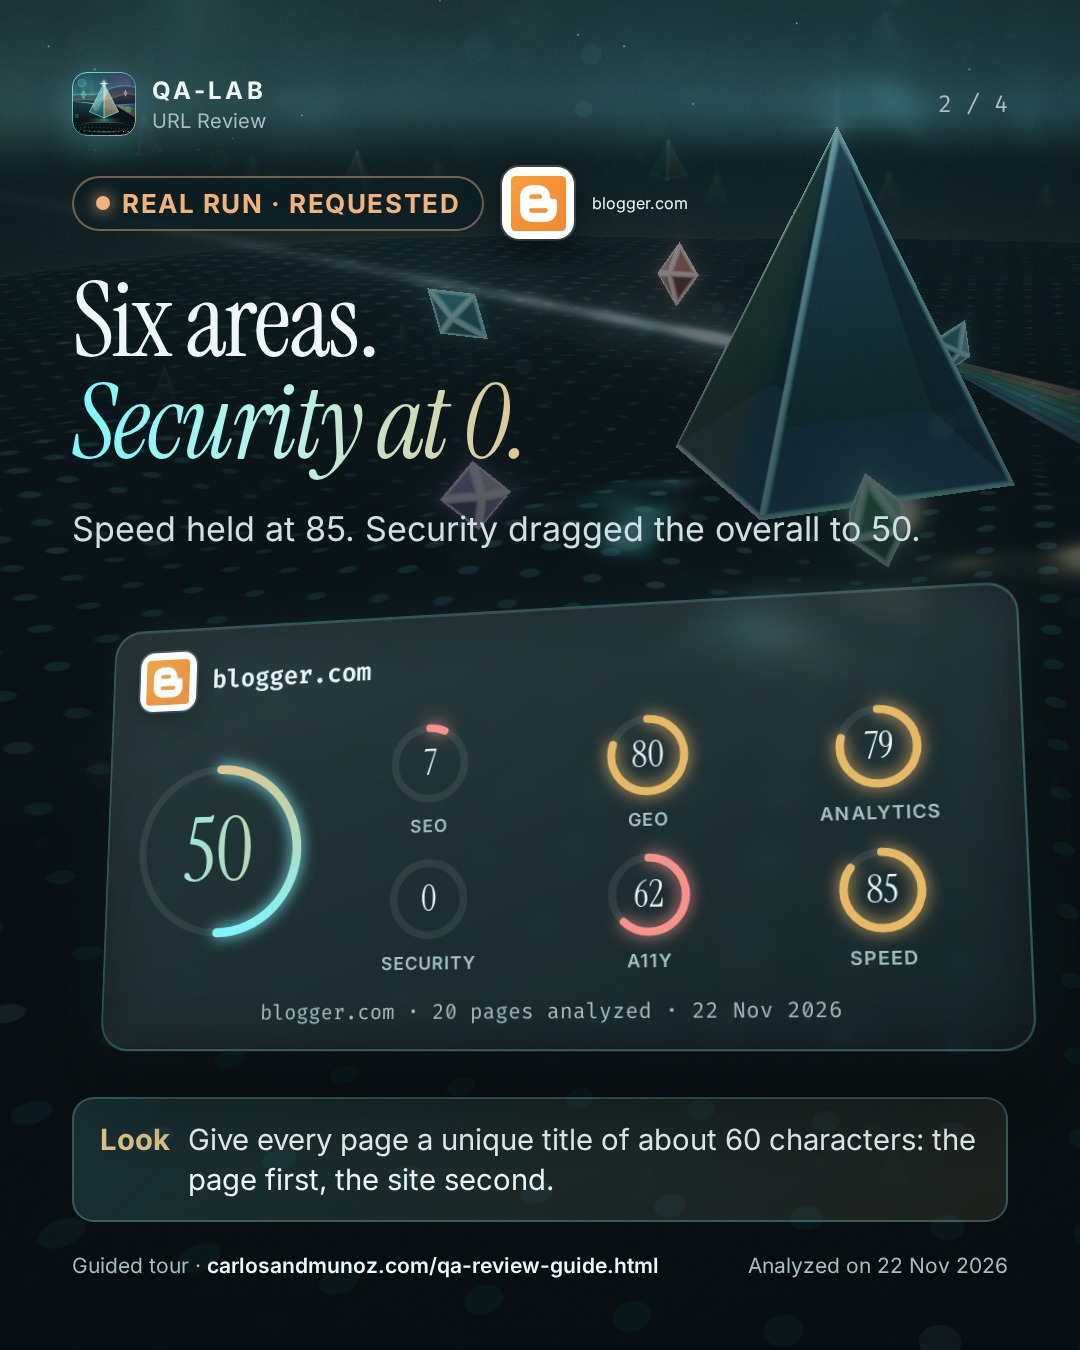 QA-LAB
URL Review
2 / 4
REAL RUN · REQUESTED
blogger.com
Six areas.
Security at 0.
Speed held at 85. Security dragged the overall to 50.
blogger.com
50
7
SEO
80
GEO
79
ANALYTICS
0
SECURITY
62
A11Y
85
SPEED
blogger.com · 20 pages analyzed · 22 Nov 2026
Look Give every page a unique title of about 60 characters: the
page first, the site second.
Guided tour · carlosandmunoz.com/qa-review-guide.html
Analyzed on 22 Nov 2026